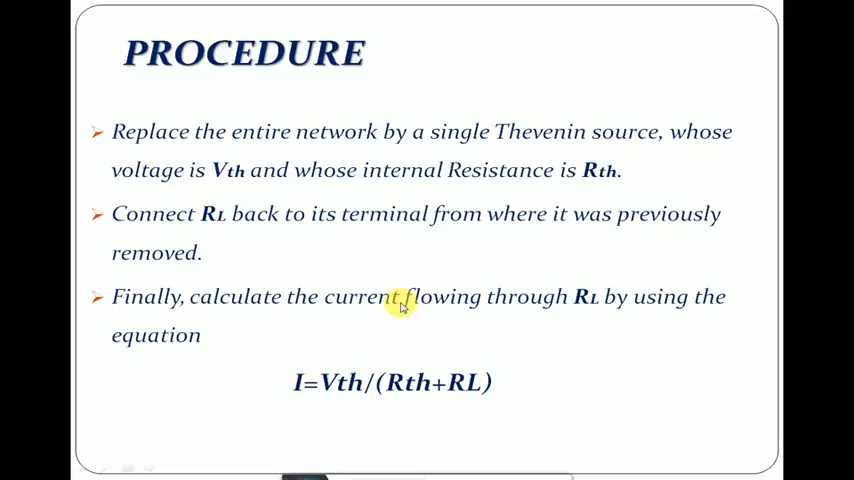 PROCEDURE
➢ Replace the entire network by a single Thevenin source, whose
voltage is Vth and whose internal Resistance is Rth.
➢ Connect RL back to its terminal from where it was previously
removed.
➢ Finally, calculate the current flowing through RL by using the
equation
I=Vth/(Rth+RL)